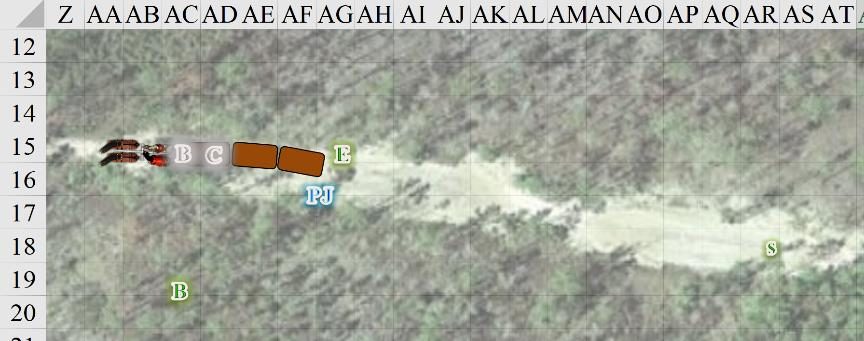 Z AA AB AC AD AE AF AG AH AI AJ AK AL AM AN AO AP AQ AR AS AT
12
13
14
15 B C E
16 PJ
17
18 s
19 B
20